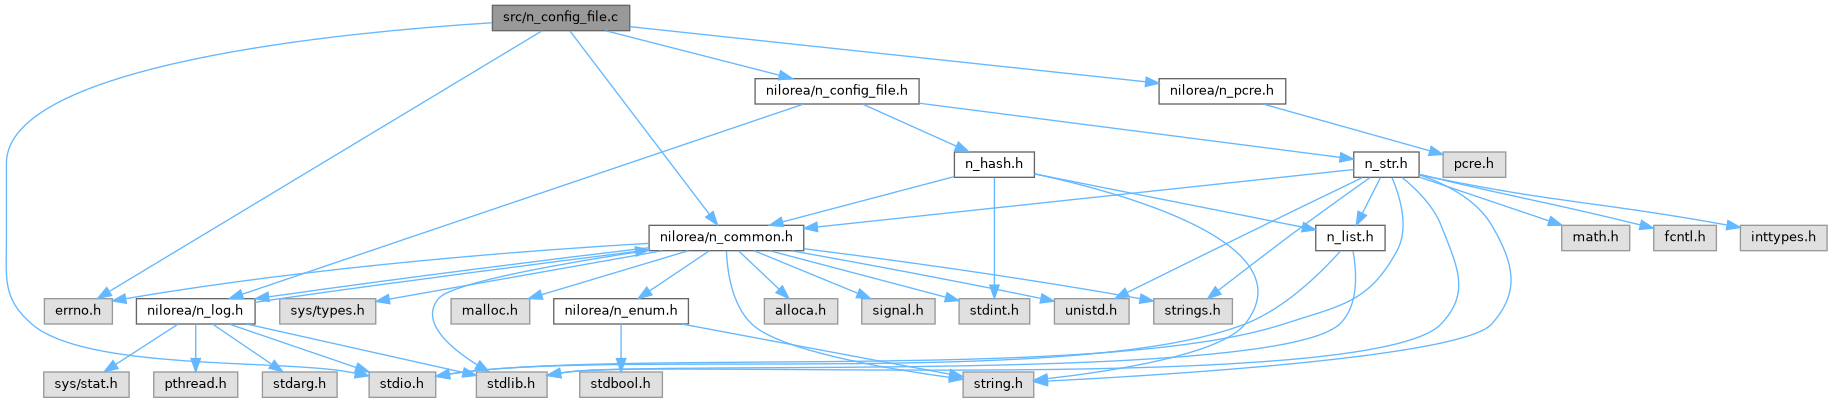 src/n_config_file.c
nilorea/n_config_file.h
nilorea/n_pcre.h
n_hash.h
n_str.h
pcre.h
nilorea/n_common.h
n_list.h
math.h
fcntl.h
inttypes.h
errno.h
nilorea/n_log.h
sys/types.h
malloc.h
nilorea/n_enum.h
alloca.h
signal.h
stdint.h
unistd.h
strings.h
sys/stat.h
pthread.h
stdarg.h
stdio.h
stdlib.h
stdbool.h
string.h